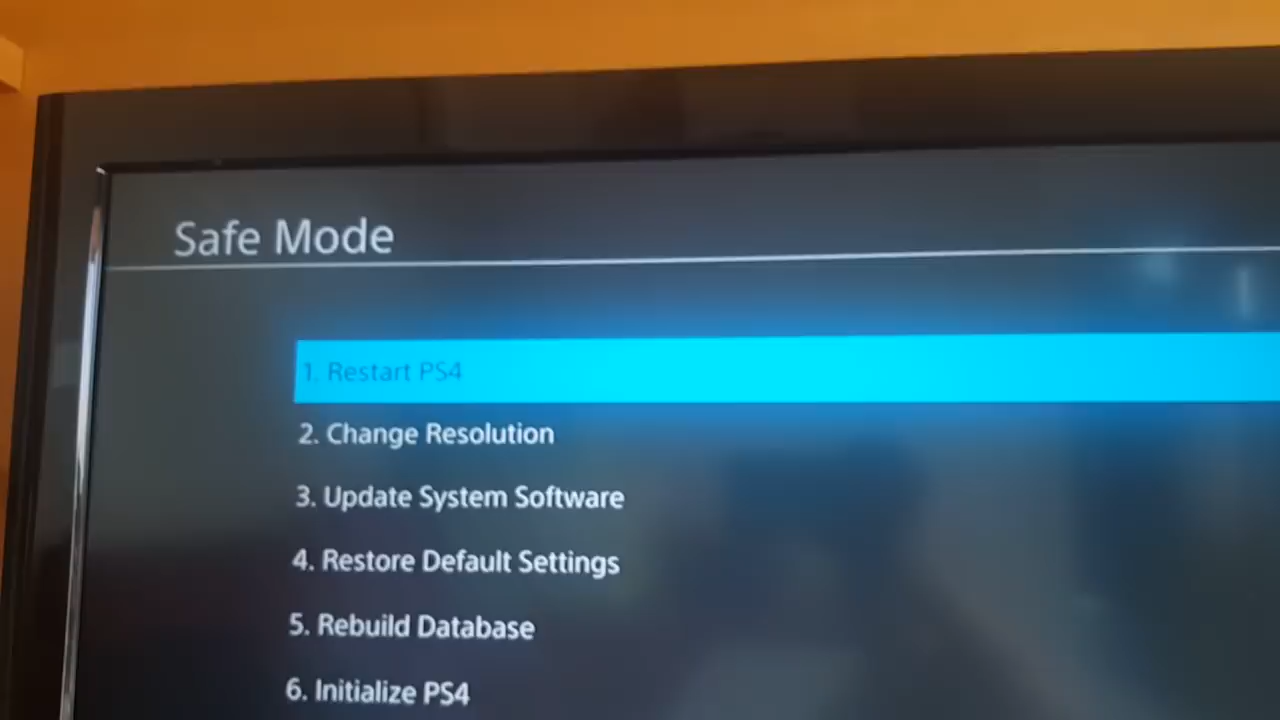 Safe Mode
1. Restart PS4
2. Change Resolution
3. Update System Software
4. Restore Default Settings
5. Rebuild Database
6. Initialize PS4